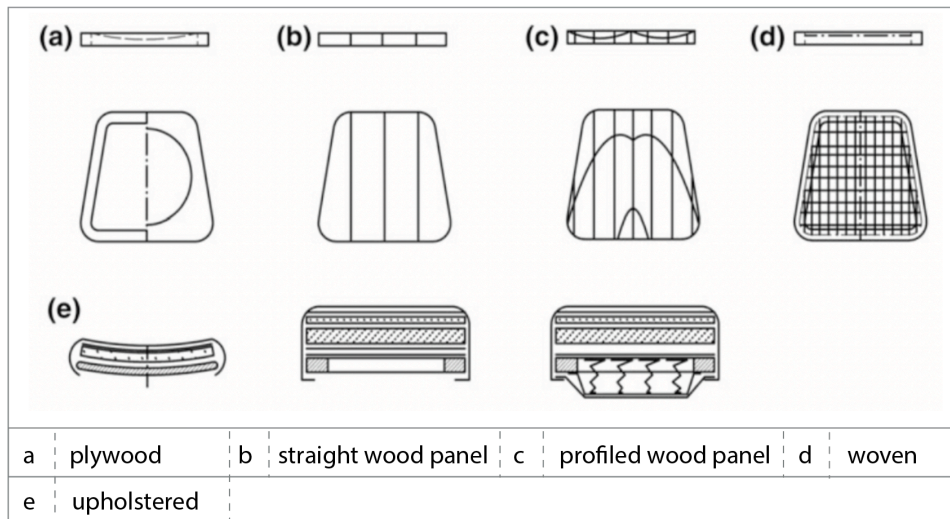 (a) (b) (c) (d)
(e)
a plywood b straight wood panel c profiled wood panel d woven
e upholstered